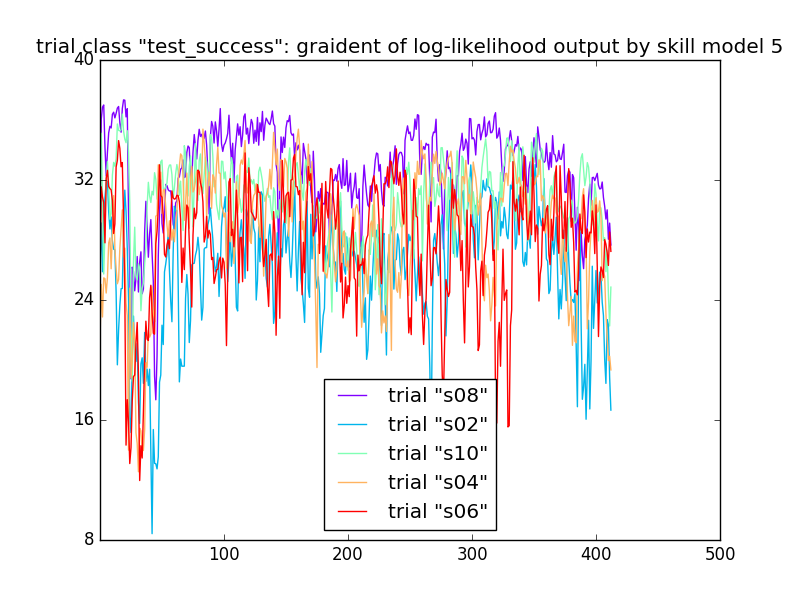 trial class "test_success": graident of log-likelihood output by skill model 5
40
32
24
16
8
100
200
300
400
500
trial "s08"
trial "s02"
trial "s10"
trial "s04"
trial "s06"